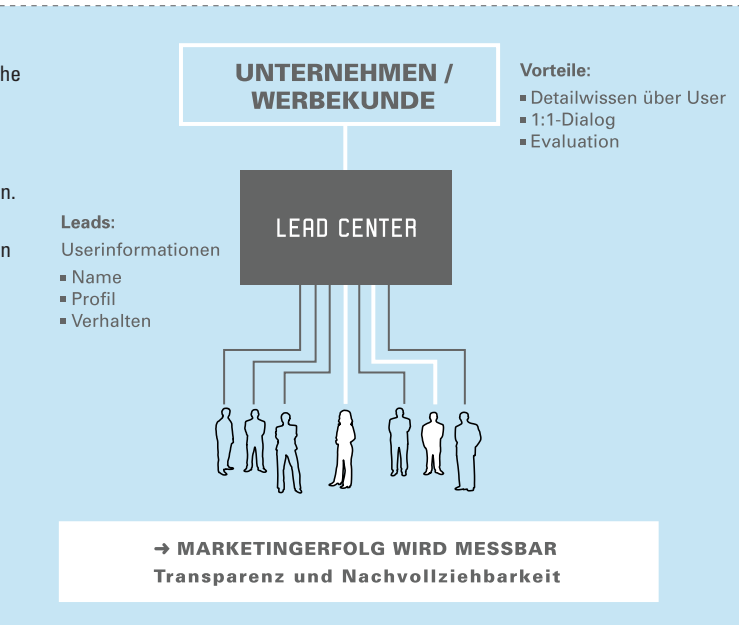 he
n.
n
UNTERNEHMEN /
WERBEKUNDE
Vorteile:
▪ Detailwissen über User
▪ 1:1-Dialog
▪ Evaluation
LEAD CENTER
Leads:
Userinformationen
▪ Name
▪ Profil
▪ Verhalten
➔ MARKETINGERFOLG WIRD MESSBAR
Transparenz und Nachvollziehbarkeit